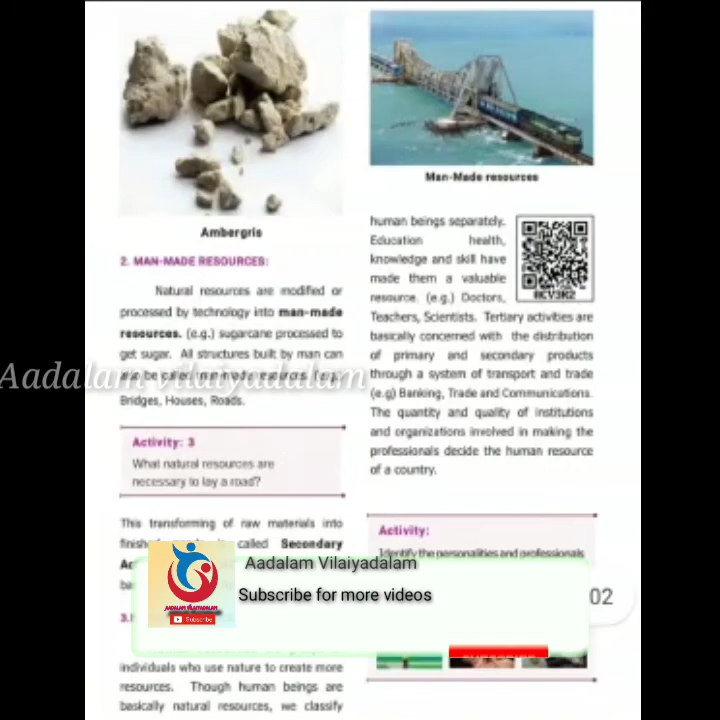 Ambergris
2. MAN-MADE RESOURCES:
Natural resources are modified or
processed by technology into man-made
resources. (e.g.) sugarcane processed to
get sugar. All structures built by man can
Bridges, Houses, Roads.
Activity: 3
What natural resources are
necessary to lay a road?
This transforming of raw materials into
called Secondary
individuals who use nature to create more
resources. Though human beings are
basically natural resources, we classify
Man-Made resources
human beings separately.
Education health,
knowledge and skill have
made them a valuable
resource. (e.g.) Doctors,
Teachers, Scientists. Tertiary activities are
basically concerned with the distribution
of primary and secondary products
through a system of transport and trade
(e.g) Banking, Trade and Communications.
The quantity and quality of institutions
and organizations involved in making the
professionals decide the human resource
of a country.
Activity:
Identify the personalities and professionals
02
Aadalam vilaiyadalam
Aadalam Vilaiyadalam
Subscribe for more videos
AADALAM VILAIYADALAM
Subscribe